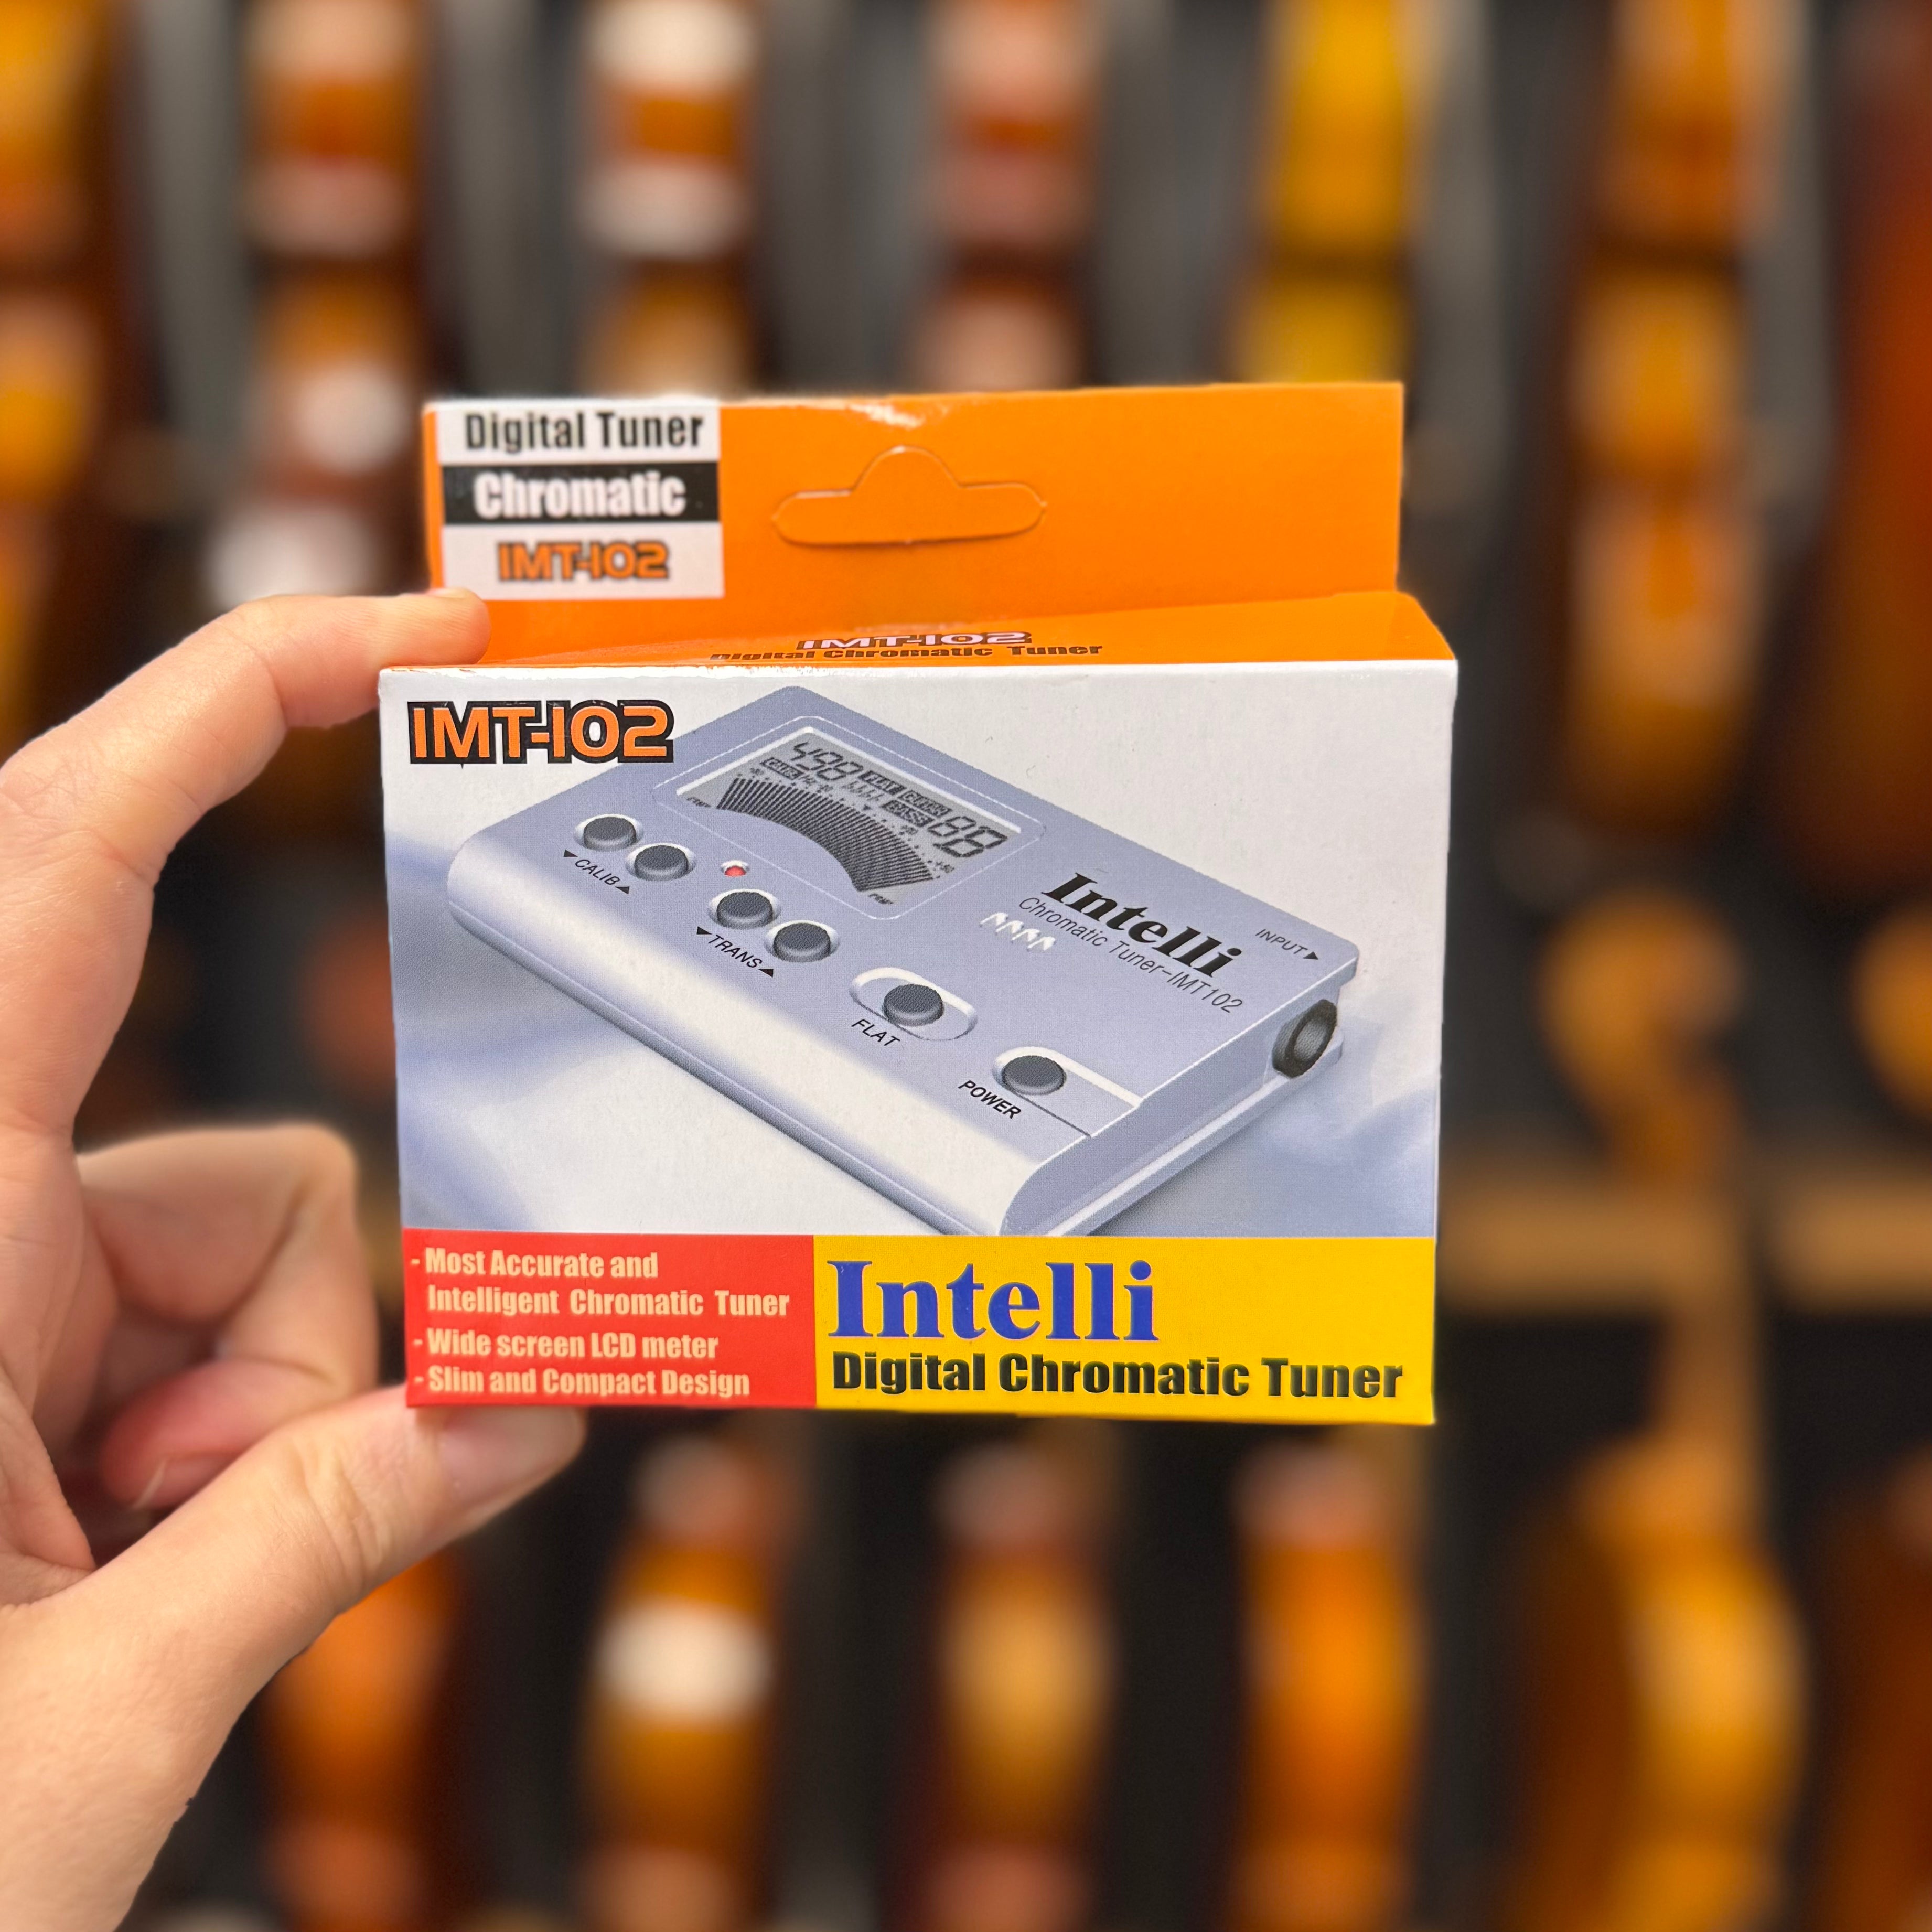 Digital Tuner
Chromatic
IMT-102
IMT-102
Digital Chromatic Tuner
IMT-102
498
88
▼CALIB▲
▼TRANS▲
FLAT
POWER
Intelli
Chromatic Tuner-IMT102
INPUT▶
- Most Accurate and
Intelligent Chromatic Tuner
- Wide screen LCD meter
- Slim and Compact Design
Intelli
Digital Chromatic Tuner